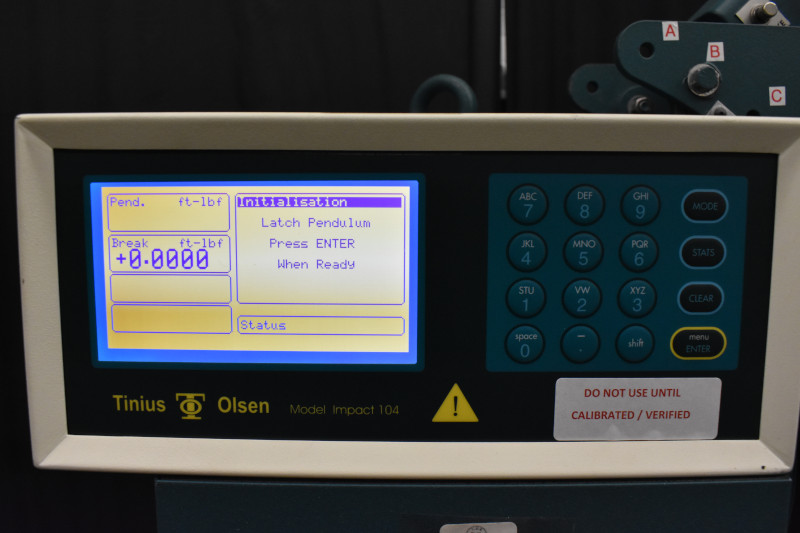 A
B
C
Pend. ft-lbf
Initialisation
Latch Pendulum
Press ENTER
When Ready
Break ft-lbf
+0.0000
Status
ABC
7
DEF
8
GHI
9
MODE
JKL
4
MNO
5
PQR
6
STATS
STU
1
VW
2
XYZ
3
CLEAR
space
0
–
.
shift
menu
ENTER
Tinius Olsen Model Impact 104
!
DO NOT USE UNTIL
CALIBRATED / VERIFIED